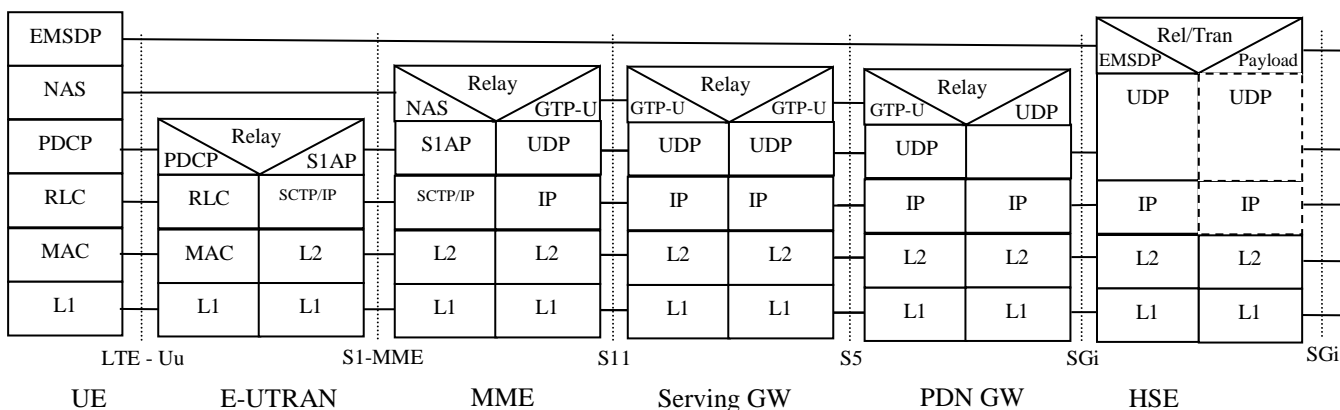 EMSDP
Rel/Tran
EMSDP Payload
NAS
Relay Relay Relay
NAS GTP-U GTP-U GTP-U GTP-U UDP
UDP UDP
PDCP
Relay
PDCP S1AP
S1AP UDP UDP UDP UDP
RLC RLC SCTP/IP SCTP/IP IP IP IP IP IP IP IP
MAC MAC L2 L2 L2 L2 L2 L2 L2 L2 L2
L1 L1 L1 L1 L1 L1 L1 L1 L1 L1 L1
LTE - Uu S1-MME S11 S5 SGi SGi
UE E-UTRAN MME Serving GW PDN GW HSE